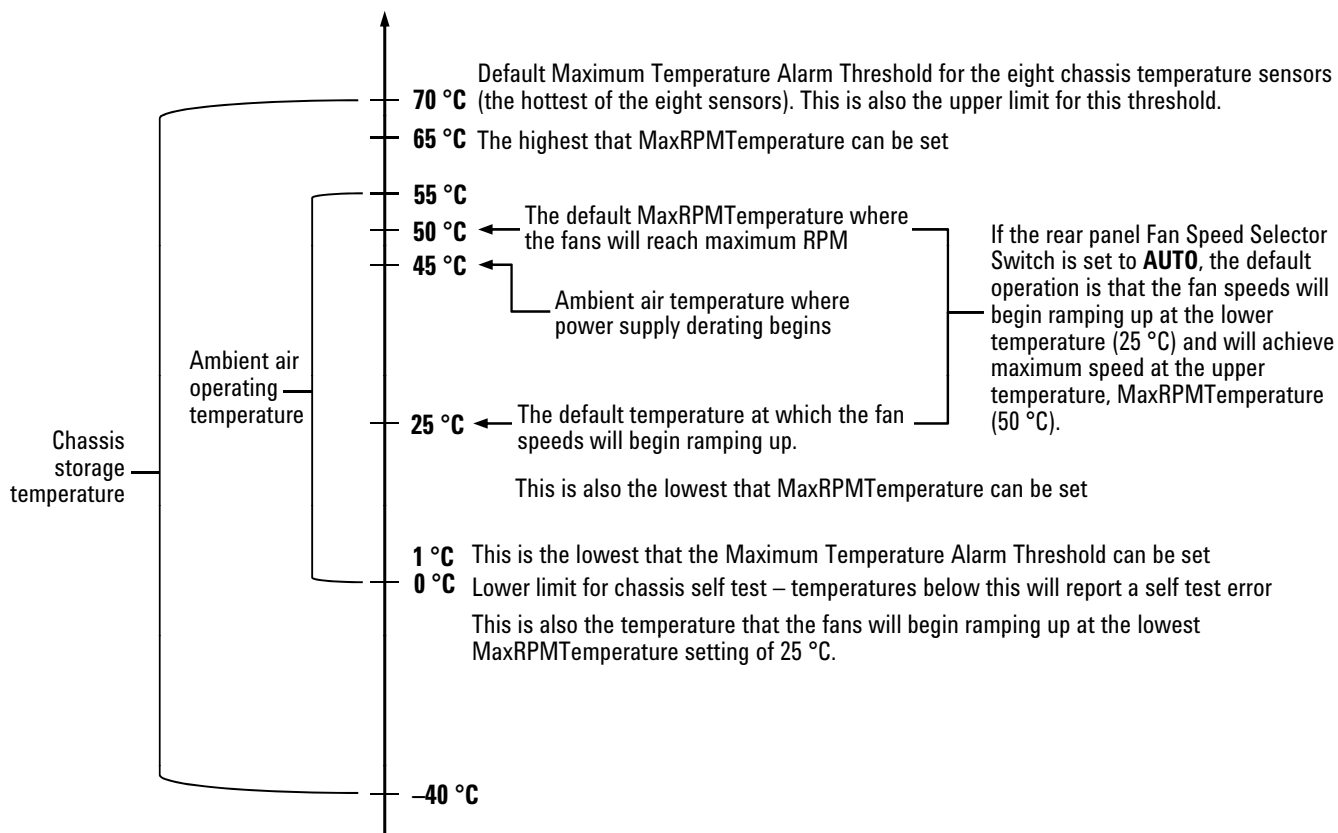 Default Maximum Temperature Alarm Threshold for the eight chassis temperature sensors
70 °C (the hottest of the eight sensors). This is also the upper limit for this threshold.
65 °C The highest that MaxRPMTemperature can be set
55 °C
50 °C
The default MaxRPMTemperature where
the fans will reach maximum RPM
45 °C
Ambient air temperature where
power supply derating begins
If the rear panel Fan Speed Selector
Switch is set to AUTO, the default
operation is that the fan speeds will
begin ramping up at the lower
temperature (25 °C) and will achieve
maximum speed at the upper
temperature, MaxRPMTemperature
(50 °C).
Ambient air
operating
temperature
25 °C
The default temperature at which the fan
speeds will begin ramping up.
Chassis
storage
temperature
This is also the lowest that MaxRPMTemperature can be set
1 °C This is the lowest that the Maximum Temperature Alarm Threshold can be set
0 °C Lower limit for chassis self test – temperatures below this will report a self test error
This is also the temperature that the fans will begin ramping up at the lowest
MaxRPMTemperature setting of 25 °C.
–40 °C